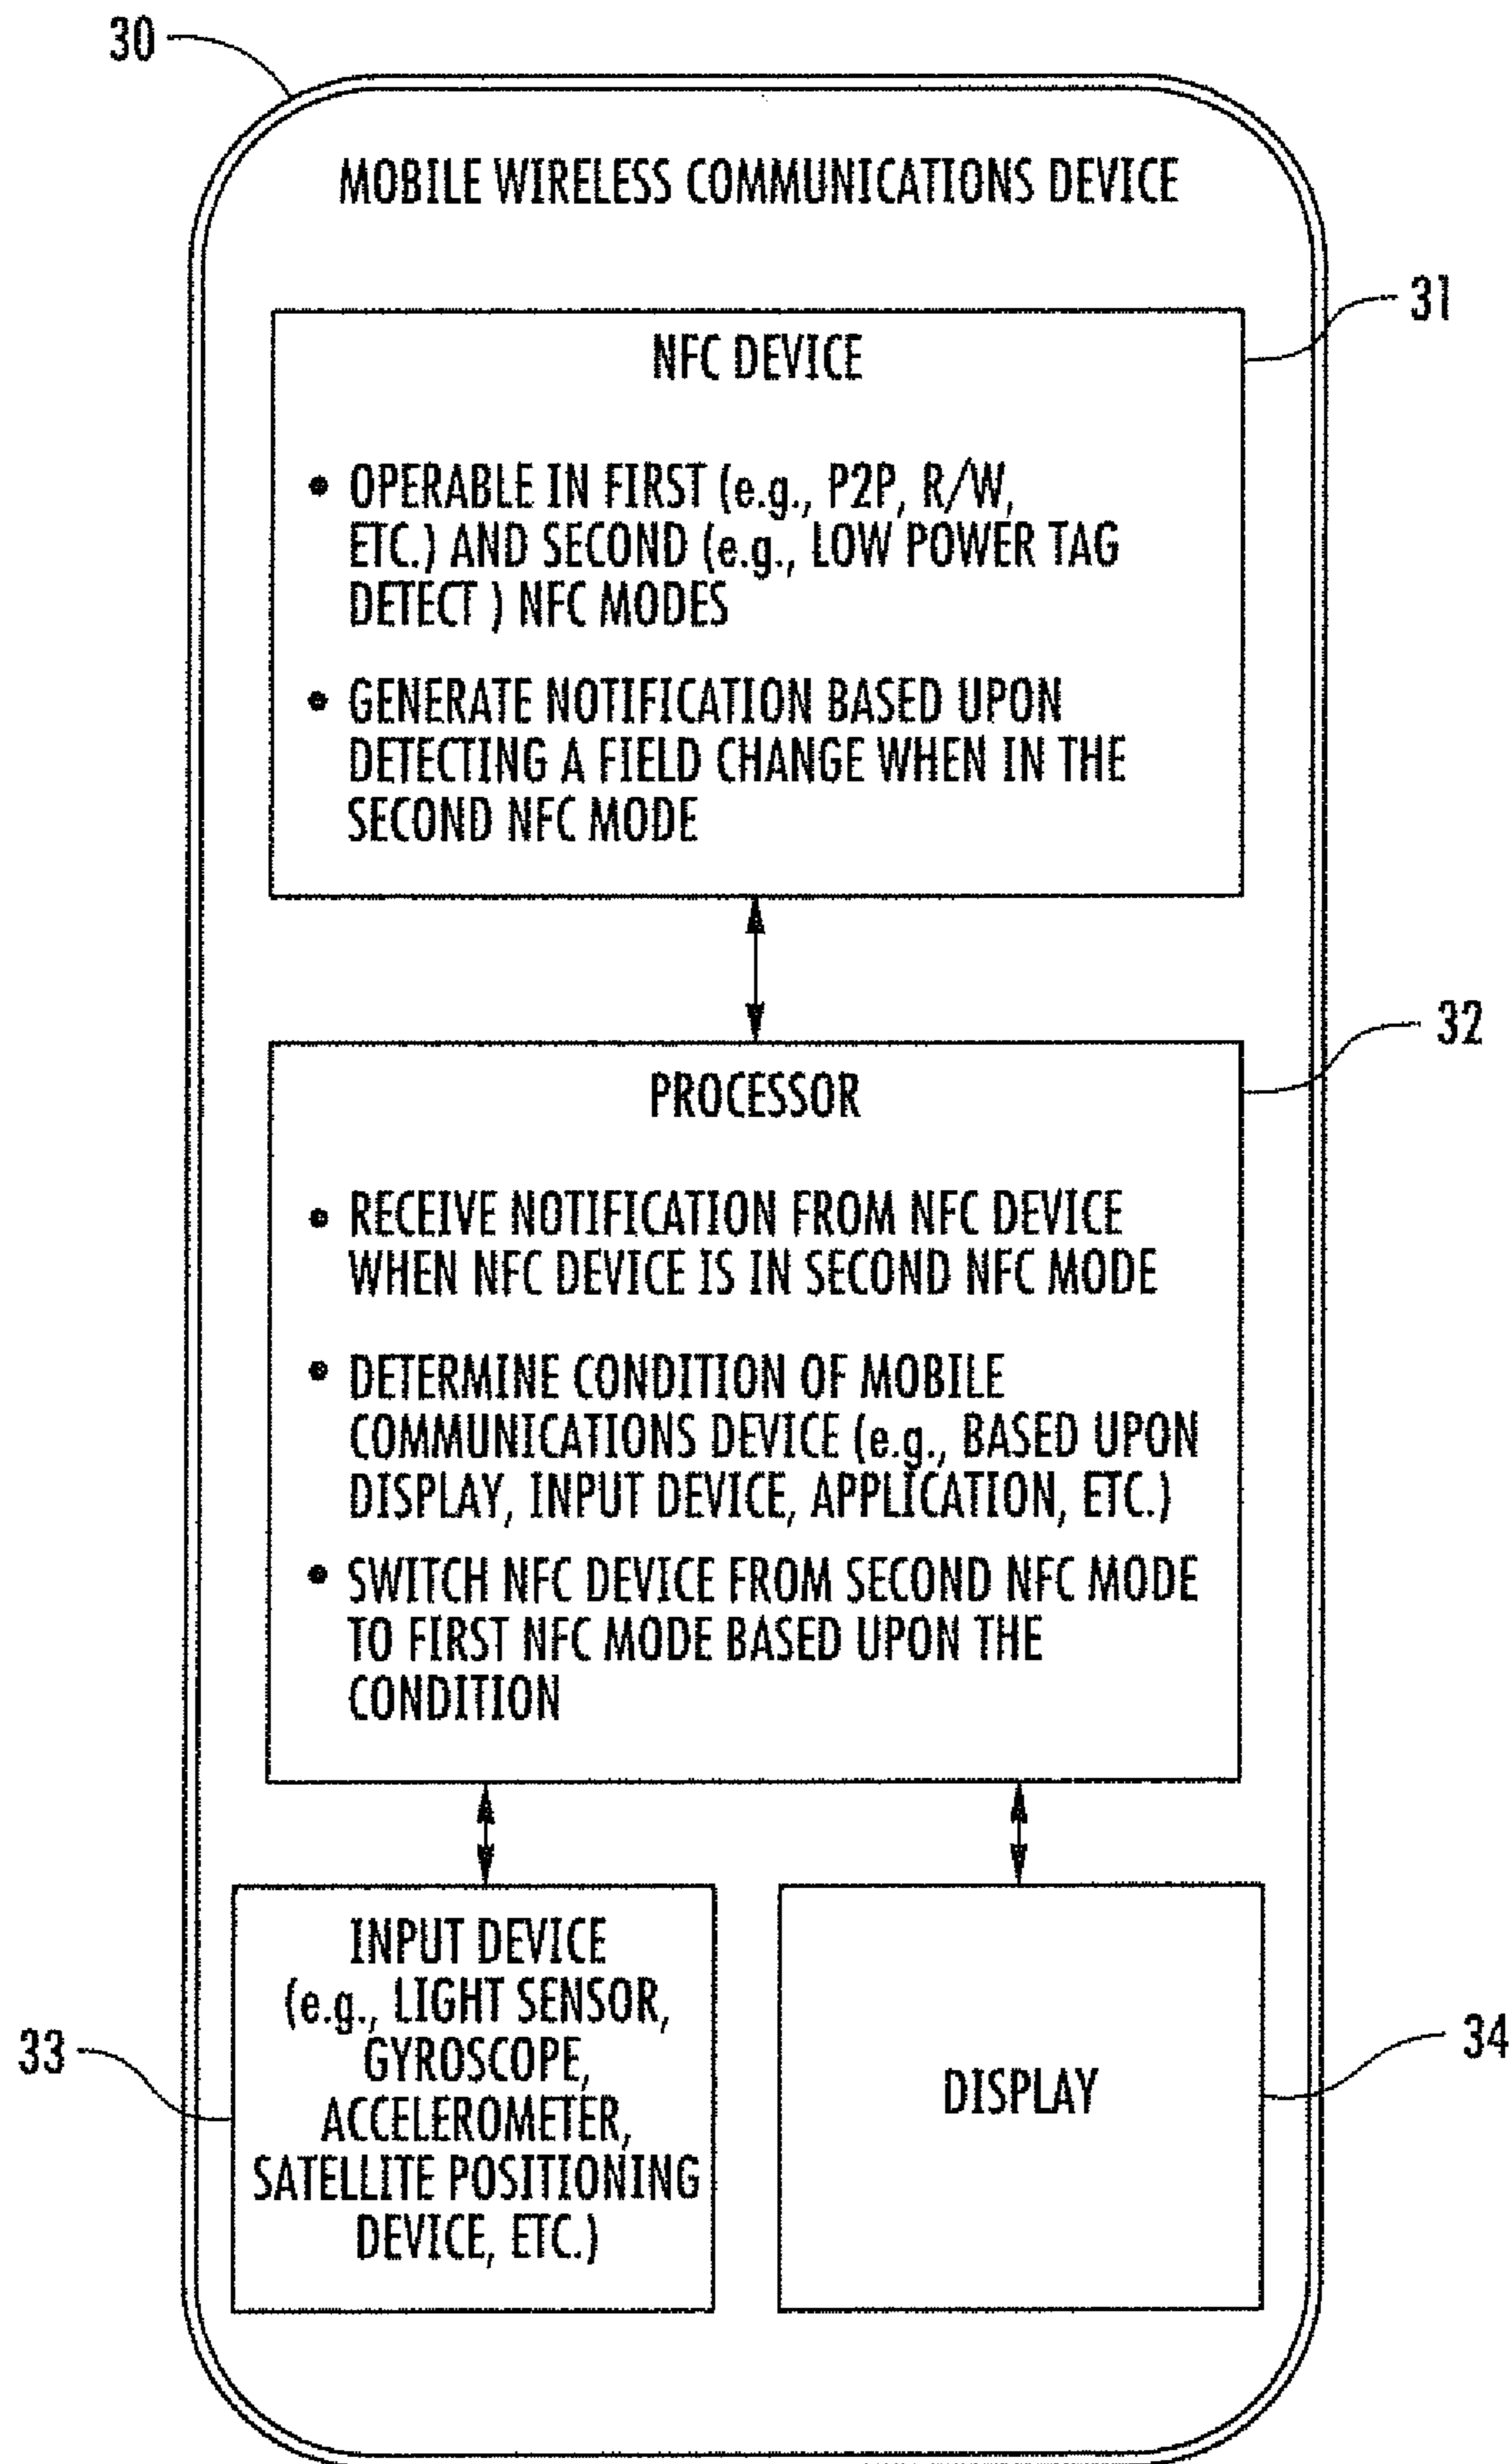 30
MOBILE WIRELESS COMMUNICATIONS DEVICE
31
NFC DEVICE
• OPERABLE IN FIRST (e.g., P2P, R/W,
ETC.) AND SECOND (e.g., LOW POWER TAG
DETECT ) NFC MODES
• GENERATE NOTIFICATION BASED UPON
DETECTING A FIELD CHANGE WHEN IN THE
SECOND NFC MODE
32
PROCESSOR
• RECEIVE NOTIFICATION FROM NFC DEVICE
WHEN NFC DEVICE IS IN SECOND NFC MODE
• DETERMINE CONDITION OF MOBILE
COMMUNICATIONS DEVICE (e.g., BASED UPON
DISPLAY, INPUT DEVICE, APPLICATION, ETC.)
• SWITCH NFC DEVICE FROM SECOND NFC MODE
TO FIRST NFC MODE BASED UPON THE
CONDITION
33
INPUT DEVICE
(e.g., LIGHT SENSOR,
GYROSCOPE,
ACCELEROMETER,
SATELLITE POSITIONING
DEVICE, ETC.)
34
DISPLAY